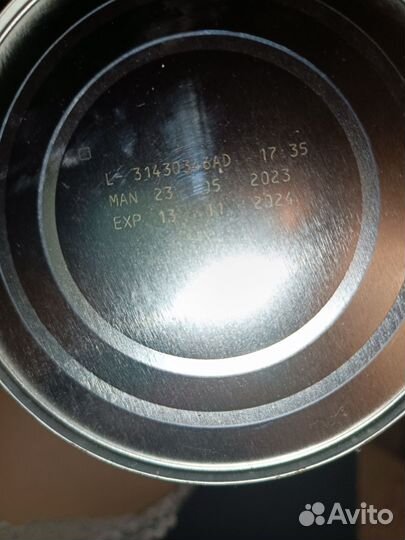 L- 31430346AD 17:35
MAN 23 05 2023
EXP 13 11 2024
Avito